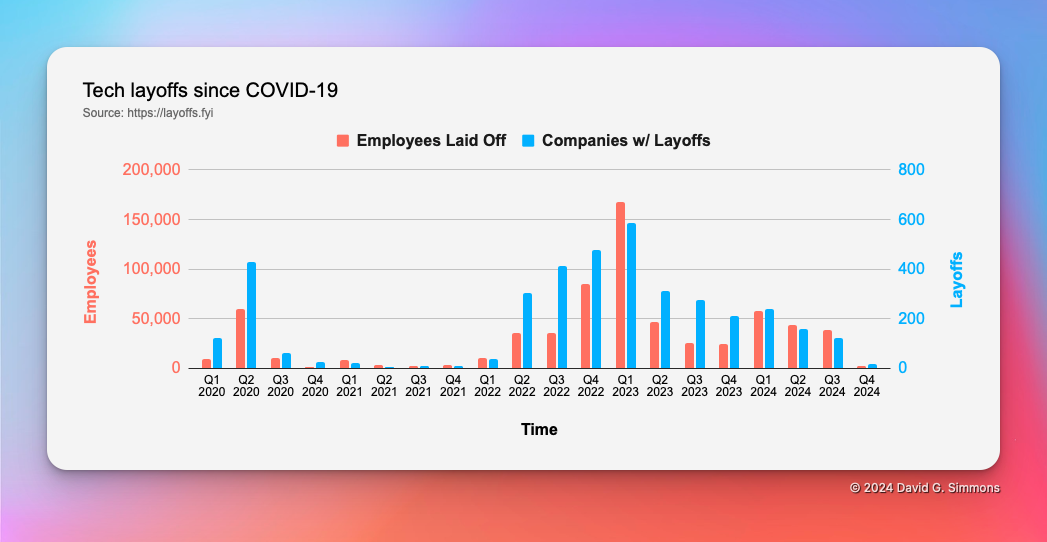 Tech layoffs since COVID-19
Source: https://layoffs.fyi
Employees Laid Off Companies w/ Layoffs
200,000 800
150,000 600
100,000 400
50,000 200
0 0
Employees
Layoffs
Q1 Q2 Q3 Q4 Q1 Q2 Q3 Q4 Q1 Q2 Q3 Q4 Q1 Q2 Q3 Q4 Q1 Q2 Q3 Q4
2020 2020 2020 2020 2021 2021 2021 2021 2022 2022 2022 2022 2023 2023 2023 2023 2024 2024 2024 2024
Time
© 2024 David G. Simmons